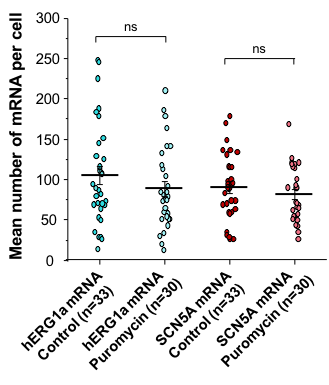 Mean number of mRNA per cell
300
250
200
150
100
50
0
ns
ns
hERG1a mRNA
Control (n=33)
hERG1a mRNA
Puromycin (n=30)
SCN5A mRNA
Control (n=33)
SCN5A mRNA
Puromycin (n=30)